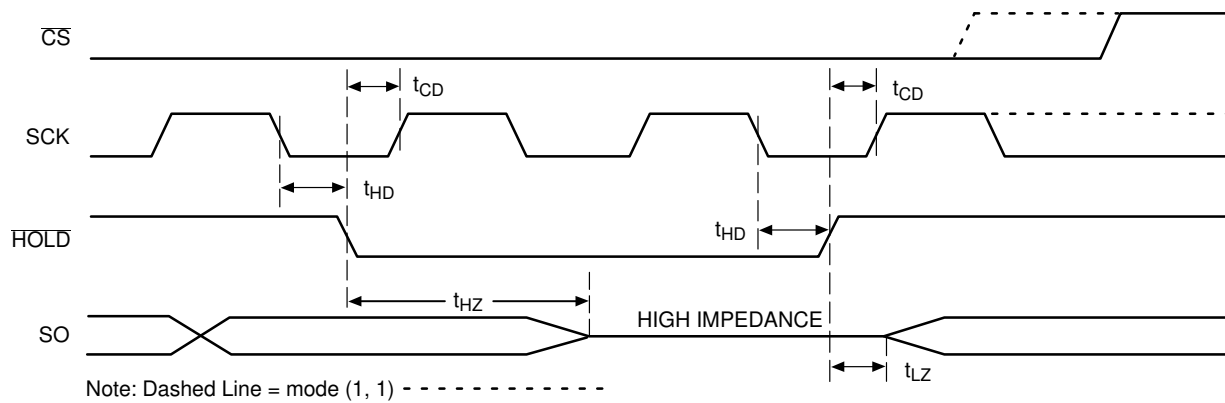 CS
tCD
tCD
SCK
tHD
HOLD
tHD
tHZ
HIGH IMPEDANCE
SO
tLZ
Note: Dashed Line = mode (1, 1) - - - - - - - - - - - - - - -